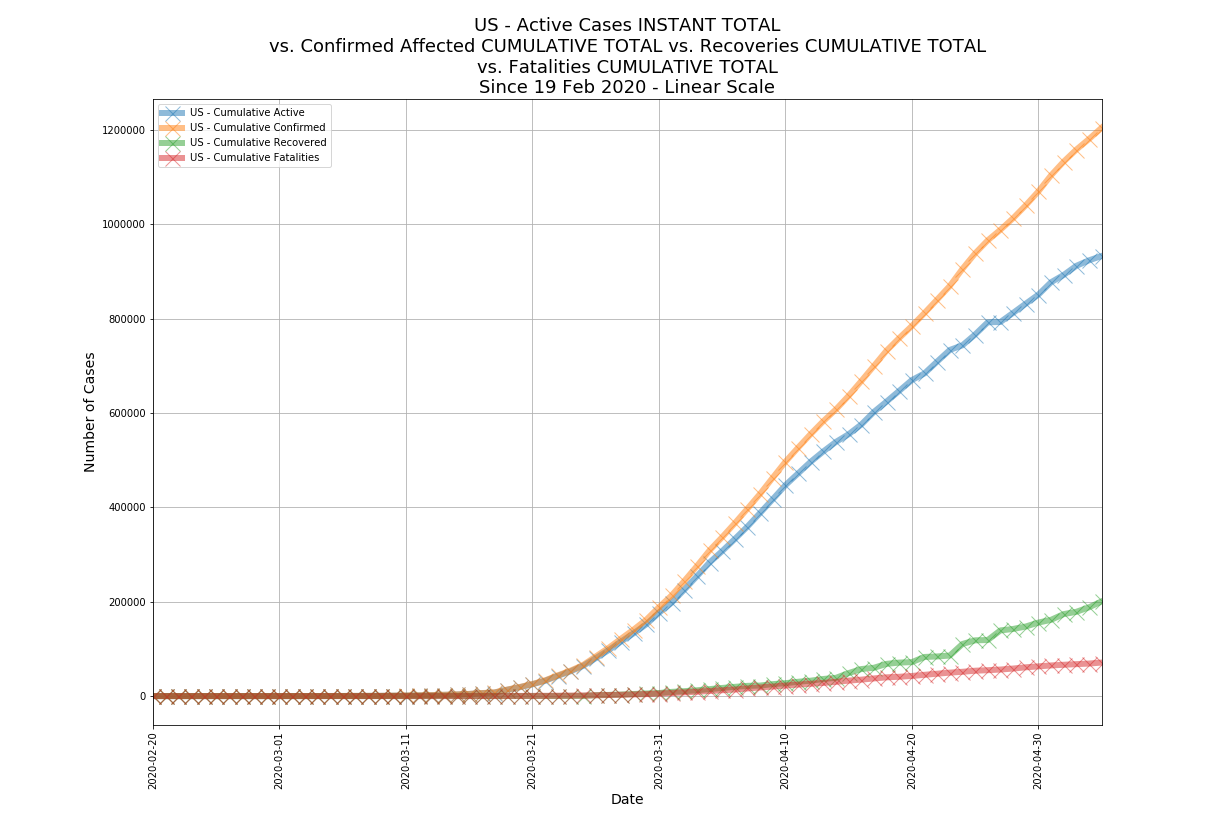 US - Active Cases INSTANT TOTAL
vs. Confirmed Affected CUMULATIVE TOTAL vs. Recoveries CUMULATIVE TOTAL
vs. Fatalities CUMULATIVE TOTAL
Since 19 Feb 2020 - Linear Scale
US - Cumulative Active
US - Cumulative Confirmed
US - Cumulative Recovered
US - Cumulative Fatalities
Number of Cases
1200000
1000000
800000
600000
400000
200000
0
2020-02-20
2020-03-01
2020-03-11
2020-03-21
2020-03-31
2020-04-10
2020-04-20
2020-04-30
Date